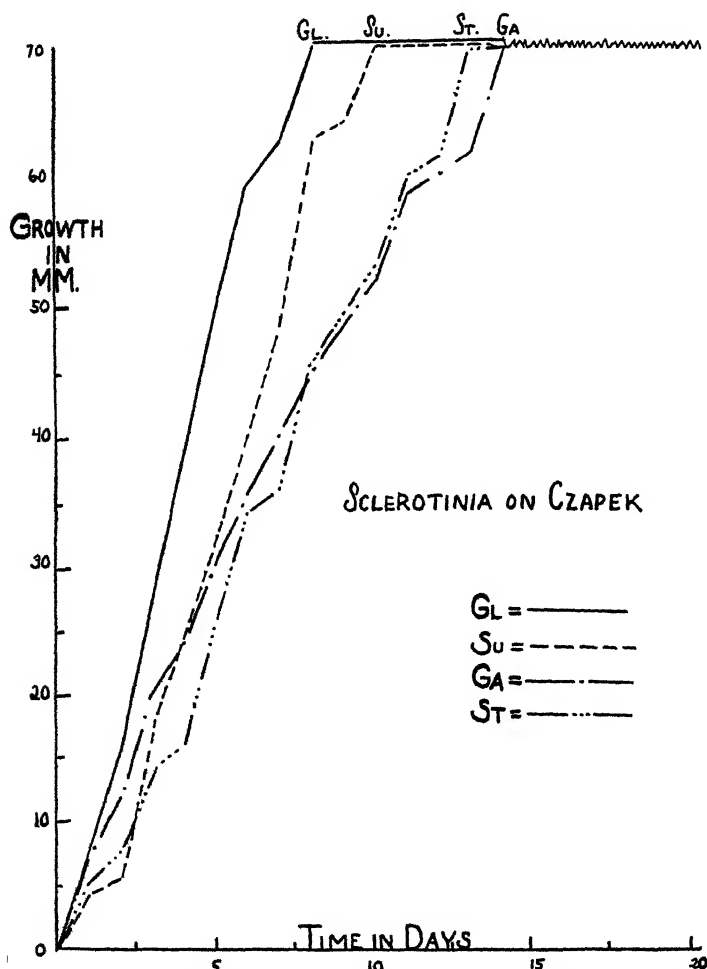 GL. SU. ST. GA
70
60
GROWTH
IN
MM.
50
40
SCLEROTINIA ON CZAPEK
30
GL =
SU =
GA =
ST =
20
10
0
TIME IN DAYS
5 10 15 20